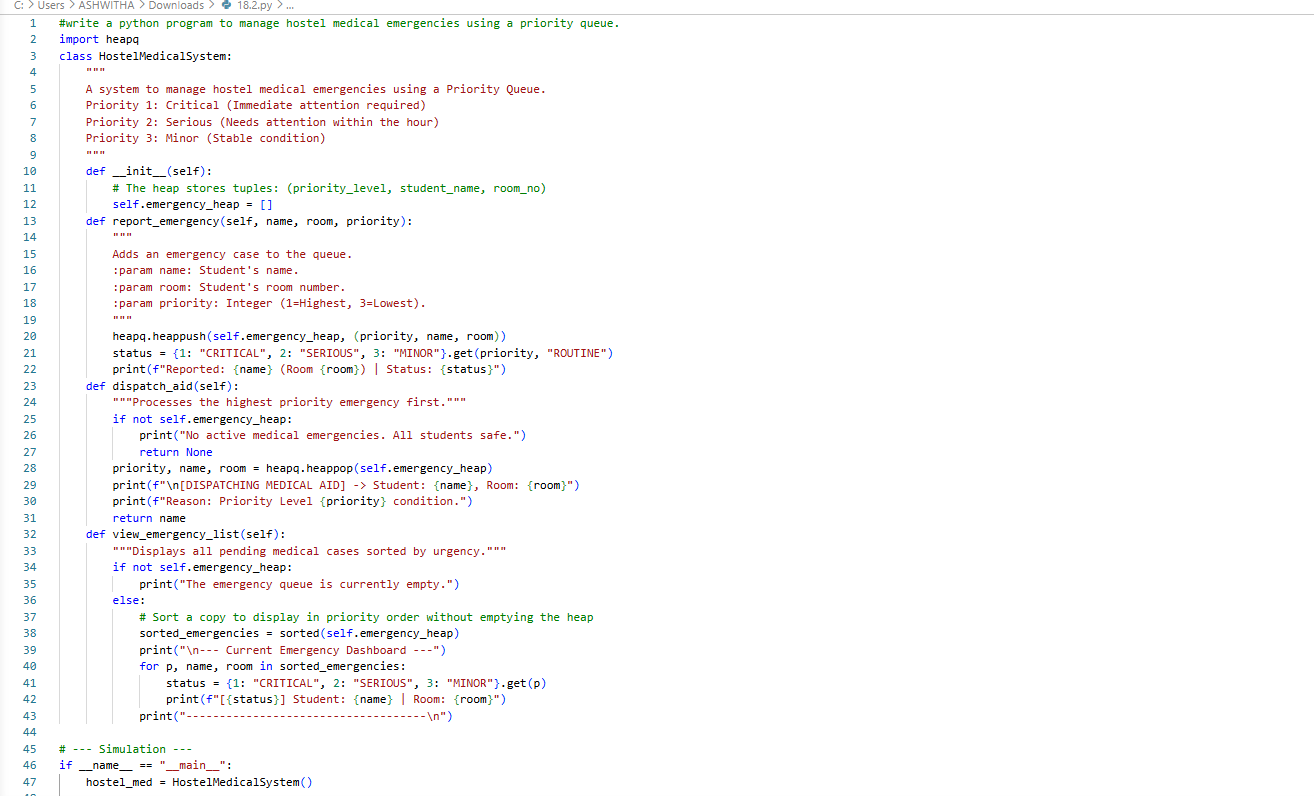 C: > Users > ASHWITHA > Downloads > 18.2.py > ...
1 #write a python program to manage hostel medical emergencies using a priority queue.
2 import heapq
3 class HostelMedicalSystem:
4     """
5     A system to manage hostel medical emergencies using a Priority Queue.
6     Priority 1: Critical (Immediate attention required)
7     Priority 2: Serious (Needs attention within the hour)
8     Priority 3: Minor (Stable condition)
9     """
10     def __init__(self):
11         # The heap stores tuples: (priority_level, student_name, room_no)
12         self.emergency_heap = []
13     def report_emergency(self, name, room, priority):
14         """
15         Adds an emergency case to the queue.
16         :param name: Student's name.
17         :param room: Student's room number.
18         :param priority: Integer (1=Highest, 3=Lowest).
19         """
20         heapq.heappush(self.emergency_heap, (priority, name, room))
21         status = {1: "CRITICAL", 2: "SERIOUS", 3: "MINOR"}.get(priority, "ROUTINE")
22         print(f"Reported: {name} (Room {room}) | Status: {status}")
23     def dispatch_aid(self):
24         """Processes the highest priority emergency first."""
25         if not self.emergency_heap:
26             print("No active medical emergencies. All students safe.")
27             return None
28         priority, name, room = heapq.heappop(self.emergency_heap)
29         print(f"\n[DISPATCHING MEDICAL AID] -> Student: {name}, Room: {room}")
30         print(f"Reason: Priority Level {priority} condition.")
31         return name
32     def view_emergency_list(self):
33         """Displays all pending medical cases sorted by urgency."""
34         if not self.emergency_heap:
35             print("The emergency queue is currently empty.")
36         else:
37             # Sort a copy to display in priority order without emptying the heap
38             sorted_emergencies = sorted(self.emergency_heap)
39             print("\n--- Current Emergency Dashboard ---")
40             for p, name, room in sorted_emergencies:
41                 status = {1: "CRITICAL", 2: "SERIOUS", 3: "MINOR"}.get(p)
42                 print(f"[{status}] Student: {name} | Room: {room}")
43             print("------------------------------------\n")
44
45 # --- Simulation ---
46 if __name__ == "__main__":
47     hostel_med = HostelMedicalSystem()